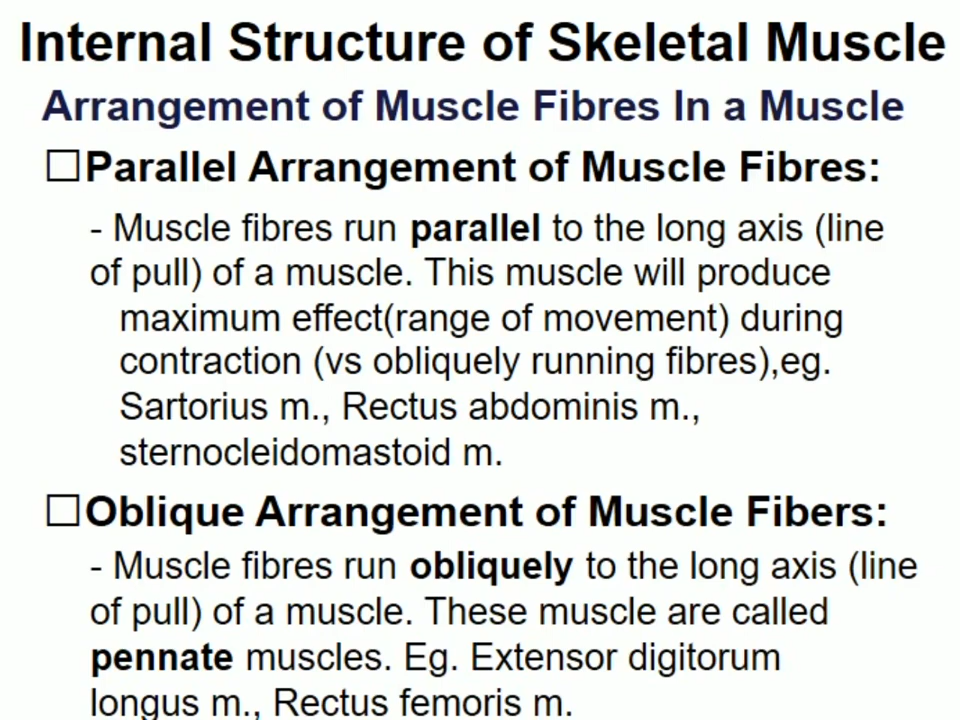 Internal Structure of Skeletal Muscle
Arrangement of Muscle Fibres In a Muscle
☐Parallel Arrangement of Muscle Fibres:
- Muscle fibres run parallel to the long axis (line
of pull) of a muscle. This muscle will produce
maximum effect(range of movement) during
contraction (vs obliquely running fibres),eg.
Sartorius m., Rectus abdominis m.,
sternocleidomastoid m.
☐Oblique Arrangement of Muscle Fibers:
- Muscle fibres run obliquely to the long axis (line
of pull) of a muscle. These muscle are called
pennate muscles. Eg. Extensor digitorum
longus m., Rectus femoris m.